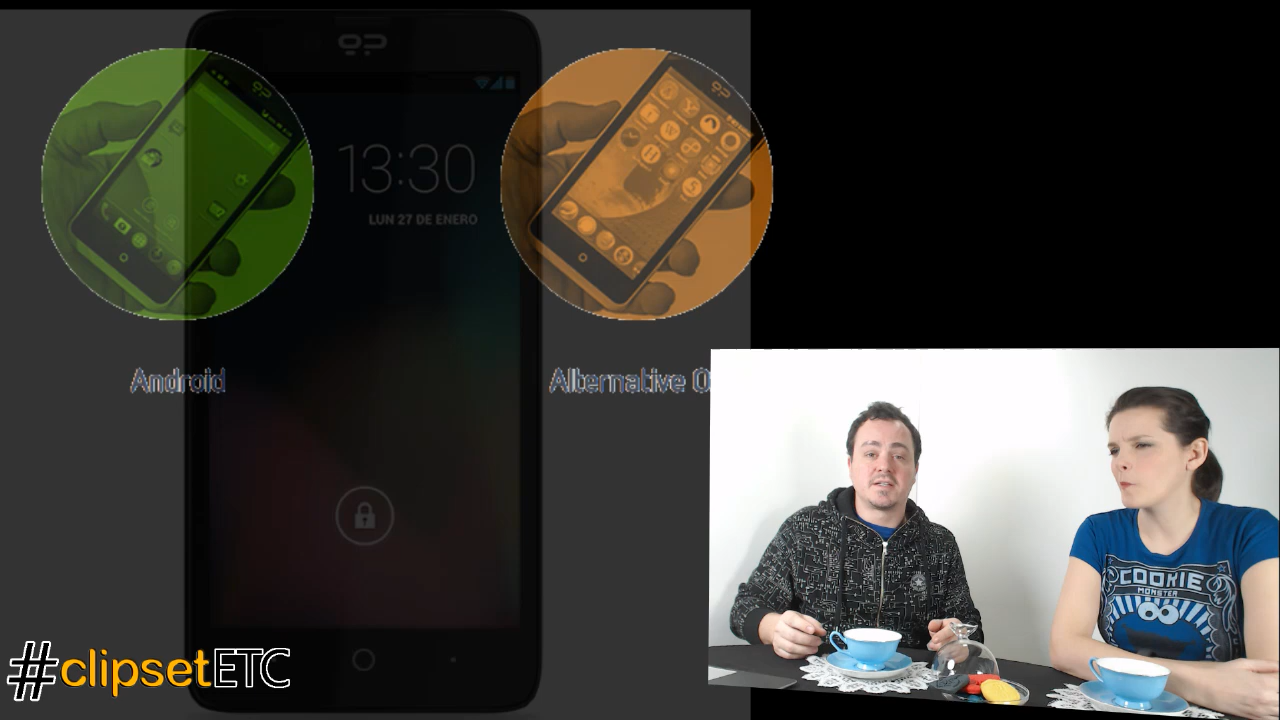 13:30
LUN 27 DE ENERO
Android
Alternative O
COOKIE
MONSTER
#clipsetETC